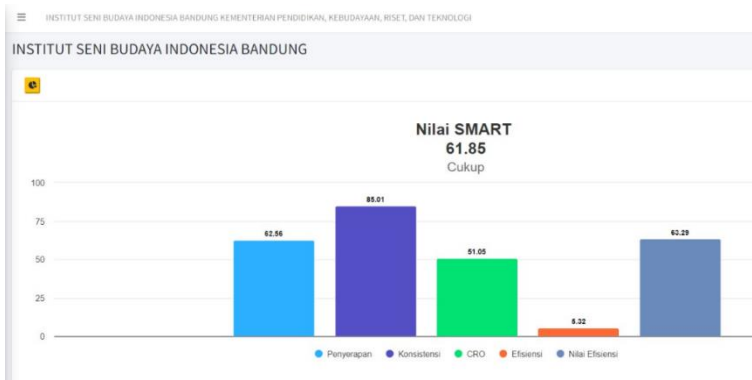 INSTITUT SENI BUDAYA INDONESIA BANDUNG KEMENTERIAN PENDIDIKAN, KEBUDAYAAN, RISET, DAN TEKNOLOGI
INSTITUT SENI BUDAYA INDONESIA BANDUNG
Nilai SMART
61.85
Cukup
100
75
50
25
0
62.56
85.01
51.05
5.32
63.29
Penyerapan Konsistensi CRO Efisiensi Nilai Efisiensi